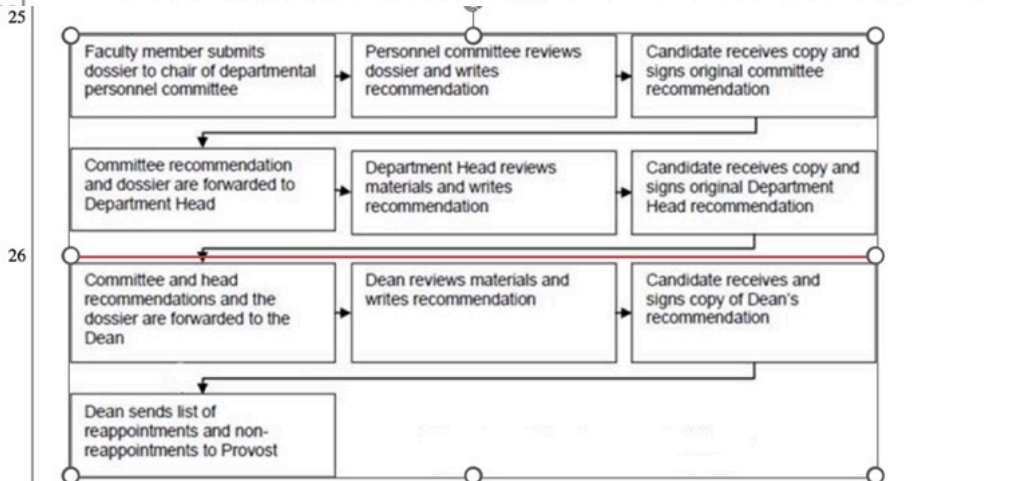 25
Faculty member submits
dossier to chair of departmental
personnel committee
Personnel committee reviews
dossier and writes
recommendation
Candidate receives copy and
signs original committee
recommendation
Committee recommendation
and dossier are forwarded to
Department Head
Department Head reviews
materials and writes
recommendation
Candidate receives copy and
signs original Department
Head recommendation
26
Committee and head
recommendations and the
dossier are forwarded to the
Dean
Dean reviews materials and
writes recommendation
Candidate receives and
signs copy of Dean's
recommendation
Dean sends list of
reappointments and non-
reappointments to Provost